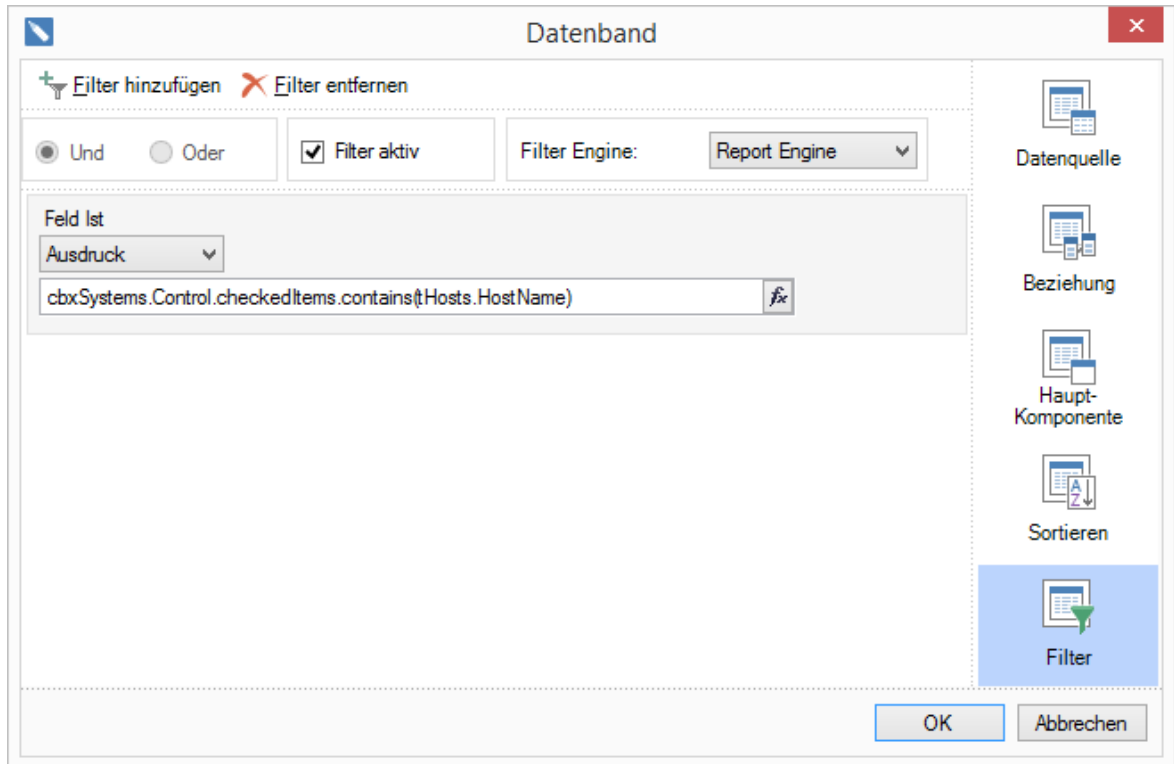 Datenband
Filter hinzufügen Filter entfernen
Und Oder Filter aktiv Filter Engine: Report Engine
Feld Ist
Ausdruck
cbxSystems.Control.checkedItems.contains(tHosts.HostName)
Datenquelle
Beziehung
Haupt-
Komponente
Sortieren
Filter
OK Abbrechen